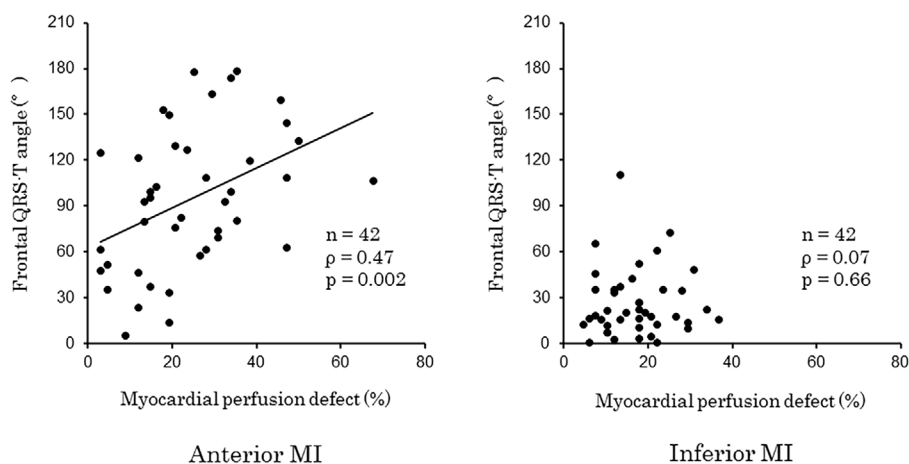 210
180
150
120
90
60
30
0
Frontal QRS-T angle (°)
n = 42
ρ = 0.47
p = 0.002
0 20 40 60 80
Myocardial perfusion defect (%)
Anterior MI
210
180
150
120
90
60
30
0
Frontal QRS-T angle (°)
n = 42
ρ = 0.07
p = 0.66
0 20 40 60 80
Myocardial perfusion defect (%)
Inferior MI